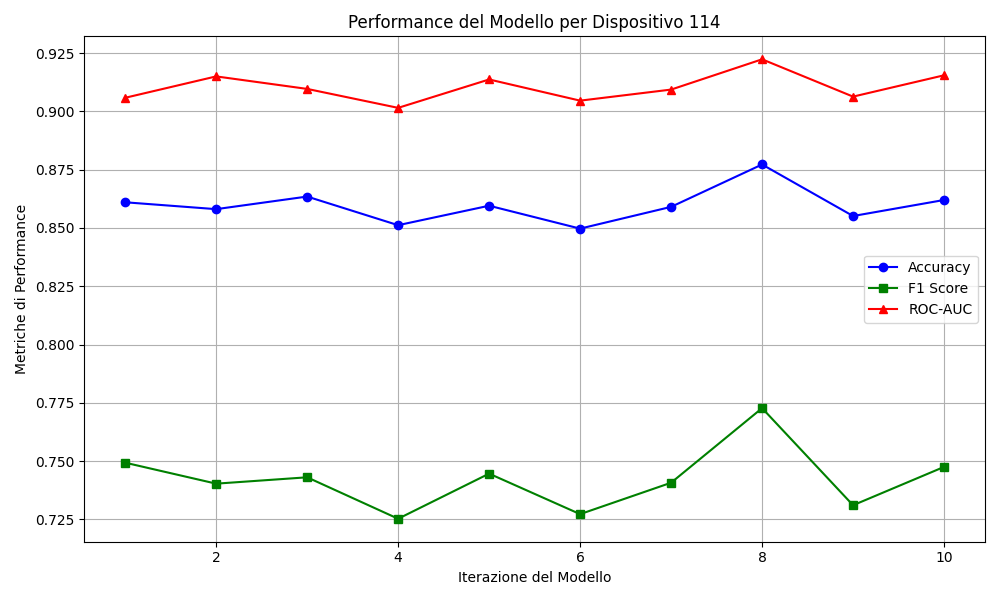 Performance del Modello per Dispositivo 114
Metriche di Performance
0.925
0.900
0.875
0.850
0.825
0.800
0.775
0.750
0.725
Accuracy
F1 Score
ROC-AUC
2
4
6
8
10
Iterazione del Modello